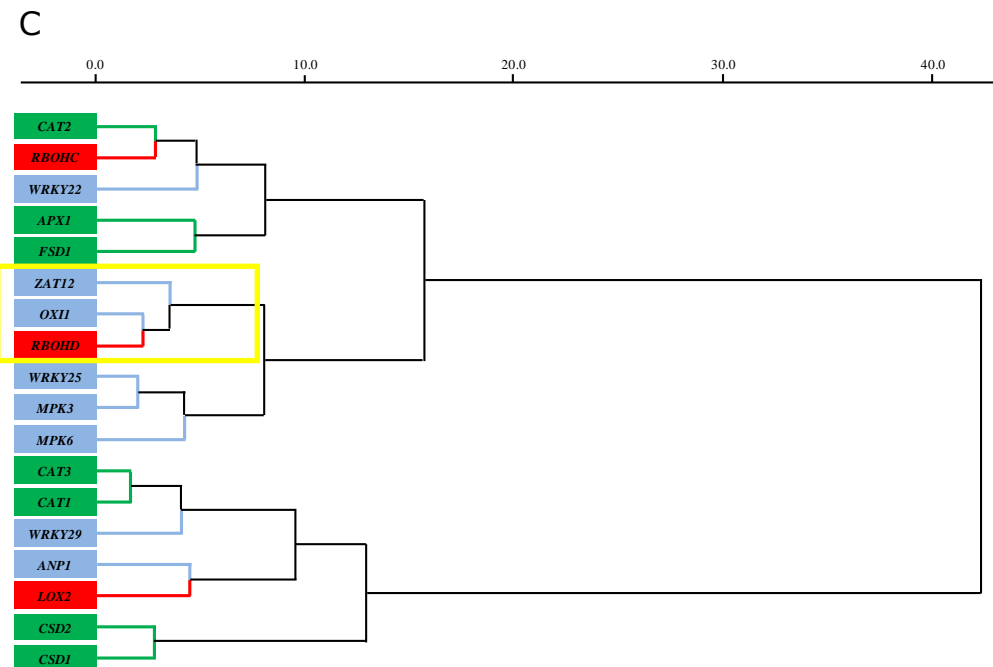 C
0.0 10.0 20.0 30.0 40.0
CAT2
RBOHC
WRKY22
APX1
FSD1
ZAT12
OXI1
RBOHD
WRKY25
MPK3
MPK6
CAT3
CAT1
WRKY29
ANP1
LOX2
CSD2
CSD1